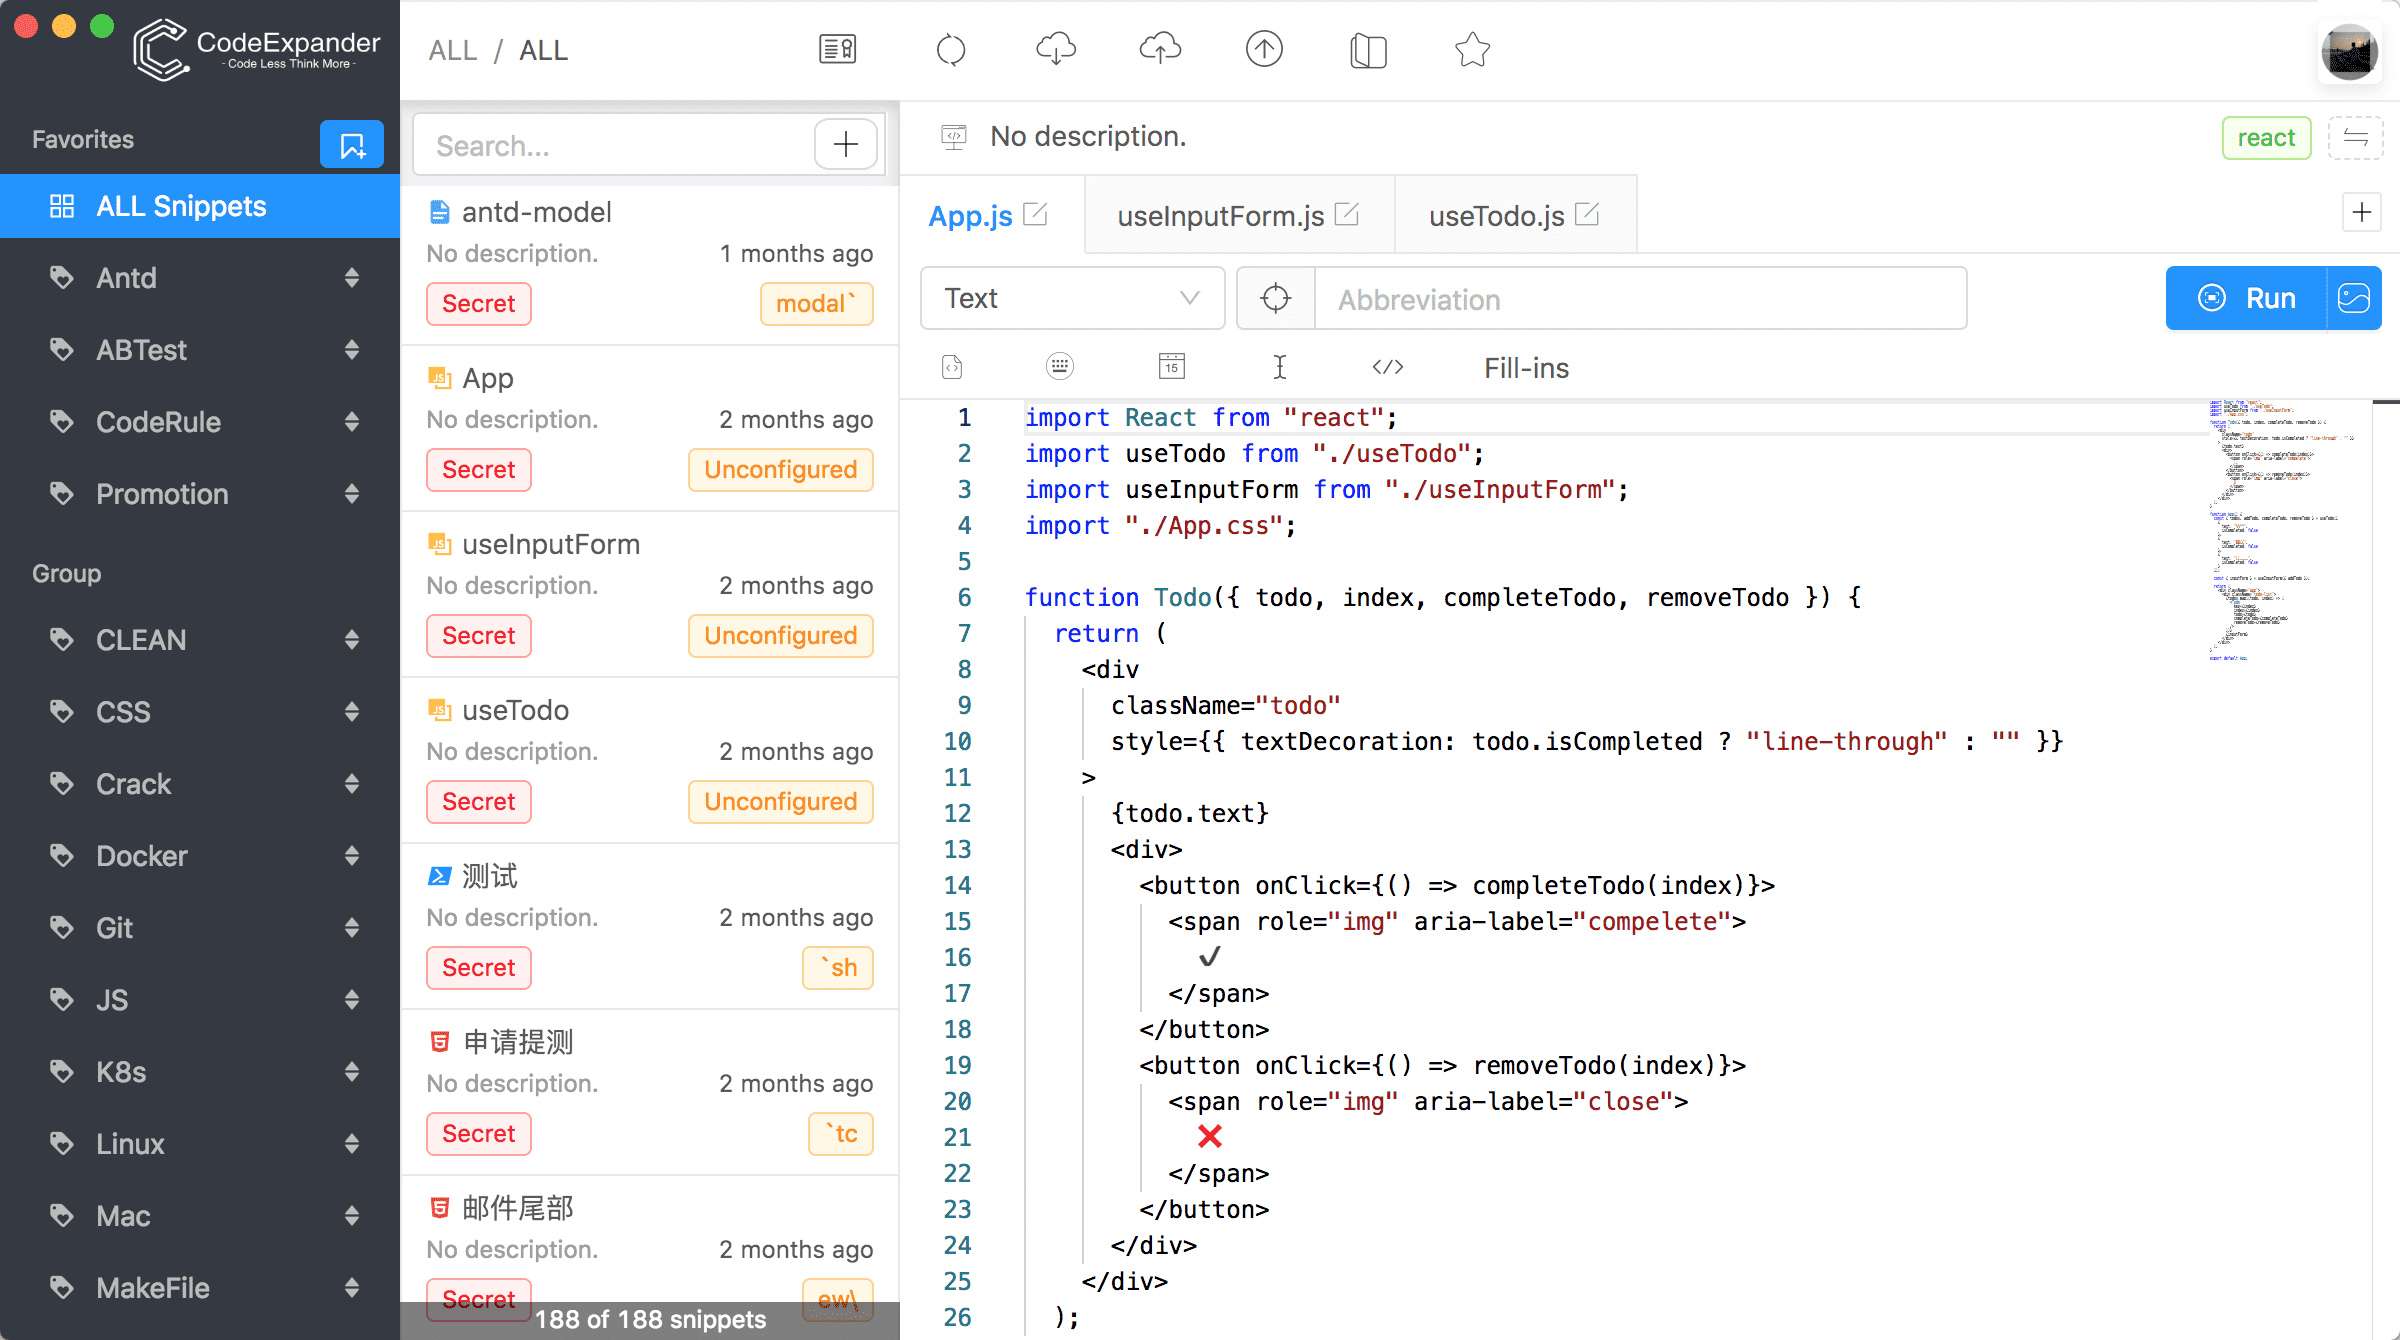 CodeExpander
- Code Less Think More -
Favorites
ALL Snippets
Antd
ABTest
CodeRule
Promotion
Group
CLEAN
CSS
Crack
Docker
Git
JS
K8s
Linux
Mac
MakeFile
ALL / ALL
Search...
antd-model
No description. 1 months ago
Secret modal`
App
No description. 2 months ago
Secret Unconfigured
useInputForm
No description. 2 months ago
Secret Unconfigured
useTodo
No description. 2 months ago
Secret Unconfigured
测试
No description. 2 months ago
Secret `sh
申请提测
No description. 2 months ago
Secret `tc
邮件尾部
No description. 2 months ago
Secret ew\
188 of 188 snippets
No description.
react
App.js useInputForm.js useTodo.js
Text Abbreviation Run
15 Fill-ins
1 import React from "react";
2 import useTodo from "./useTodo";
3 import useInputForm from "./useInputForm";
4 import "./App.css";
5
6 function Todo({ todo, index, completeTodo, removeTodo }) {
7 return (
8 <div
9 className="todo"
10 style={{ textDecoration: todo.isCompleted ? "line-through" : "" }}
11 >
12 {todo.text}
13 <div>
14 <button onClick={() => completeTodo(index)}>
15 <span role="img" aria-label="compelete">
16 ✔
17 </span>
18 </button>
19 <button onClick={() => removeTodo(index)}>
20 <span role="img" aria-label="close">
21 ❌
22 </span>
23 </button>
24 </div>
25 </div>
26 );